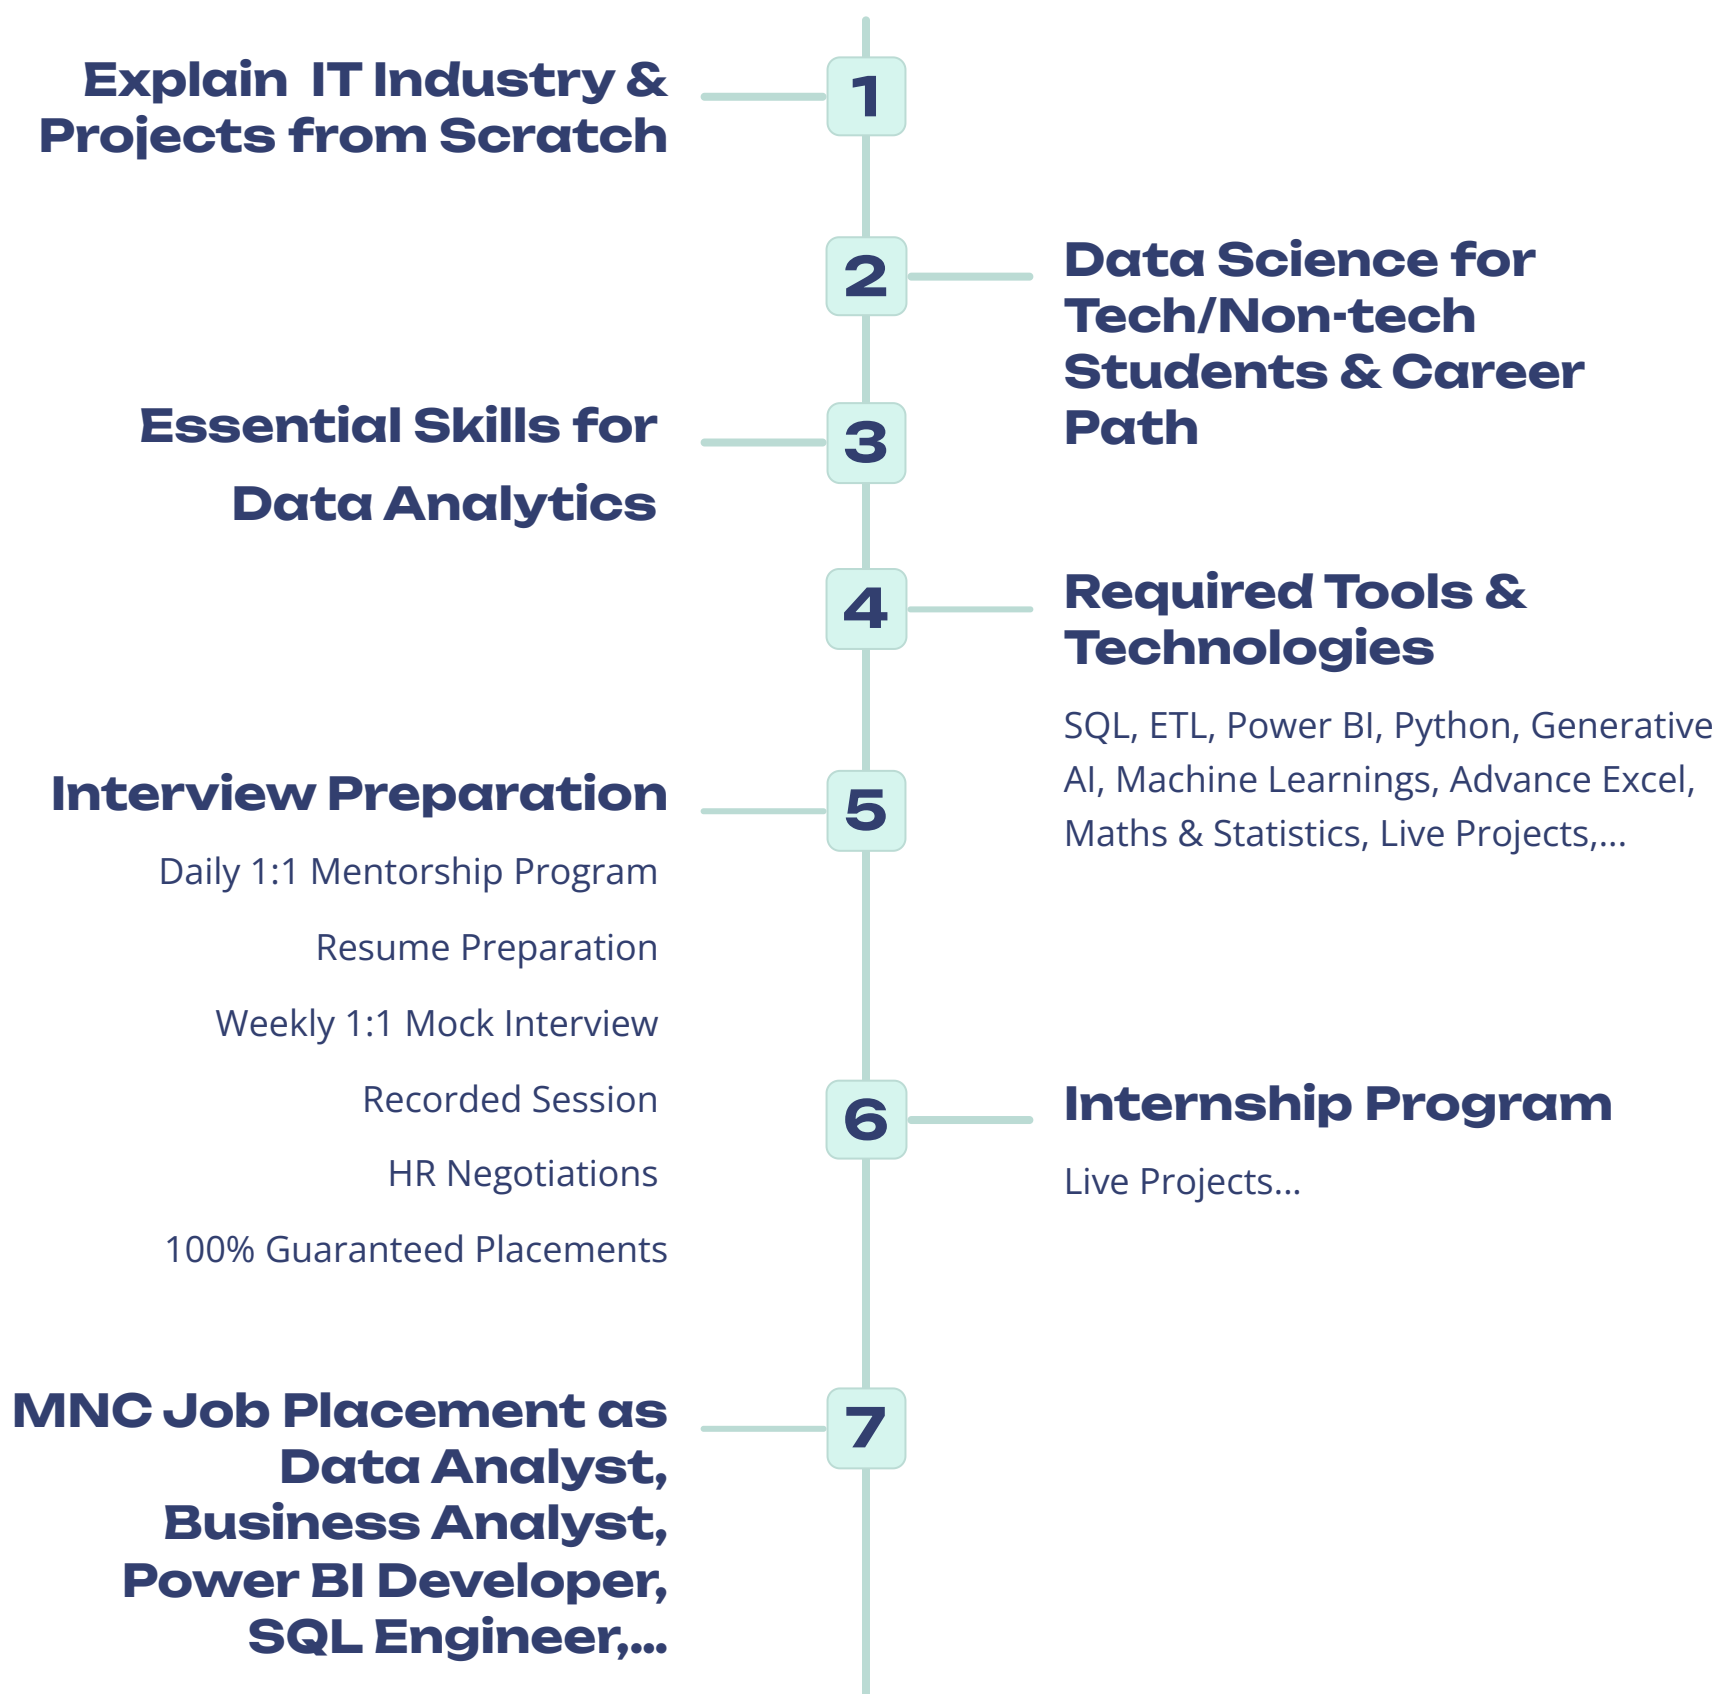 1
Explain  IT Industry &
Projects from Scratch
2
Data Science for
Tech/Non-tech
Students & Career
Path
3
Essential Skills for
Data Analytics
4
Required Tools &
Technologies
SQL, ETL, Power BI, Python, Generative
AI, Machine Learnings, Advance Excel,
Maths & Statistics, Live Projects,...
5
Interview Preparation
Daily 1:1 Mentorship Program
Resume Preparation
Weekly 1:1 Mock Interview
Recorded Session
HR Negotiations
100% Guaranteed Placements
6
Internship Program
Live Projects...
7
MNC Job Placement as
Data Analyst,
Business Analyst,
Power BI Developer,
SQL Engineer,...